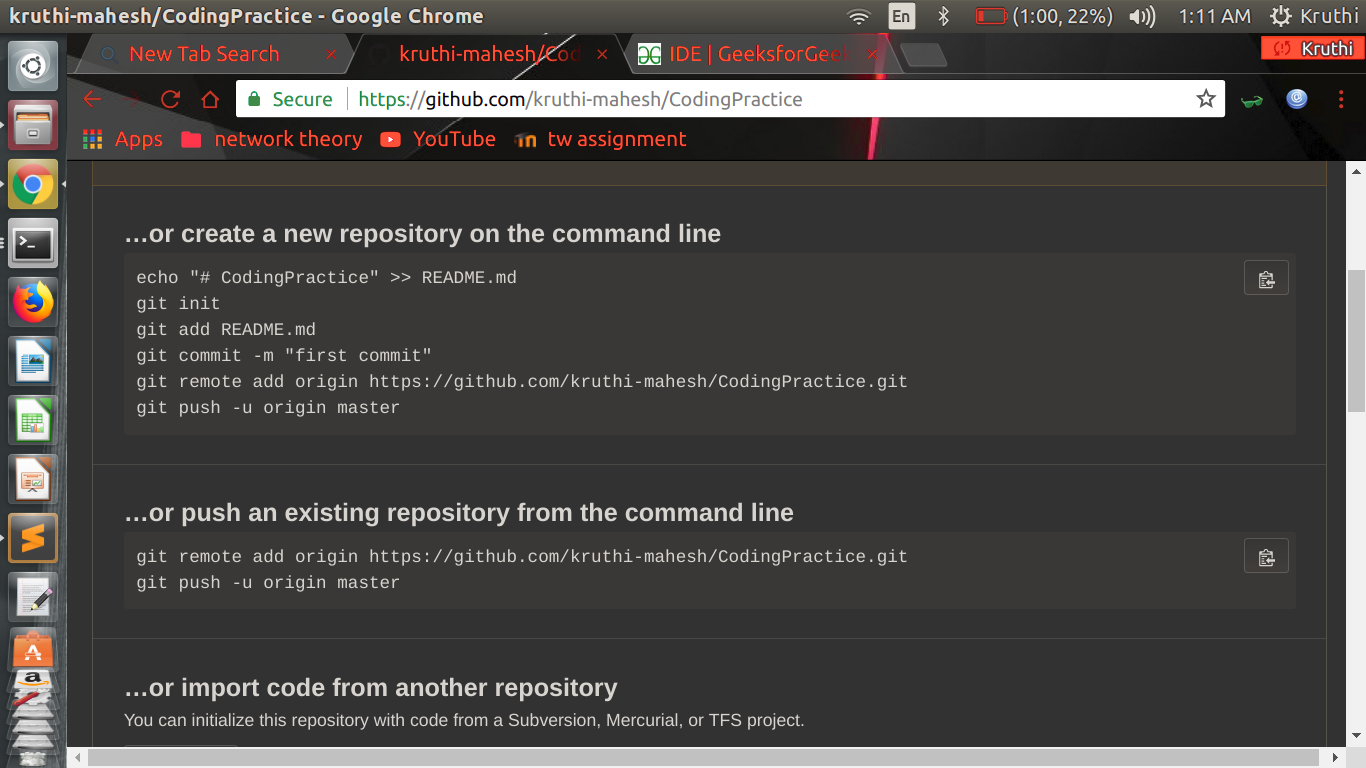 kruthi-mahesh/CodingPractice - Google Chrome
En
(1:00, 22%)
1:11 AM
Kruthi
New Tab Search
kruthi-mahesh/Cod
IDE | GeeksforGee
Kruthi
Secure
https://github.com/kruthi-mahesh/CodingPractice
Apps
network theory
YouTube
tw assignment
…or create a new repository on the command line
echo "# CodingPractice" >> README.md
git init
git add README.md
git commit -m "first commit"
git remote add origin https://github.com/kruthi-mahesh/CodingPractice.git
git push -u origin master
…or push an existing repository from the command line
git remote add origin https://github.com/kruthi-mahesh/CodingPractice.git
git push -u origin master
…or import code from another repository
You can initialize this repository with code from a Subversion, Mercurial, or TFS project.